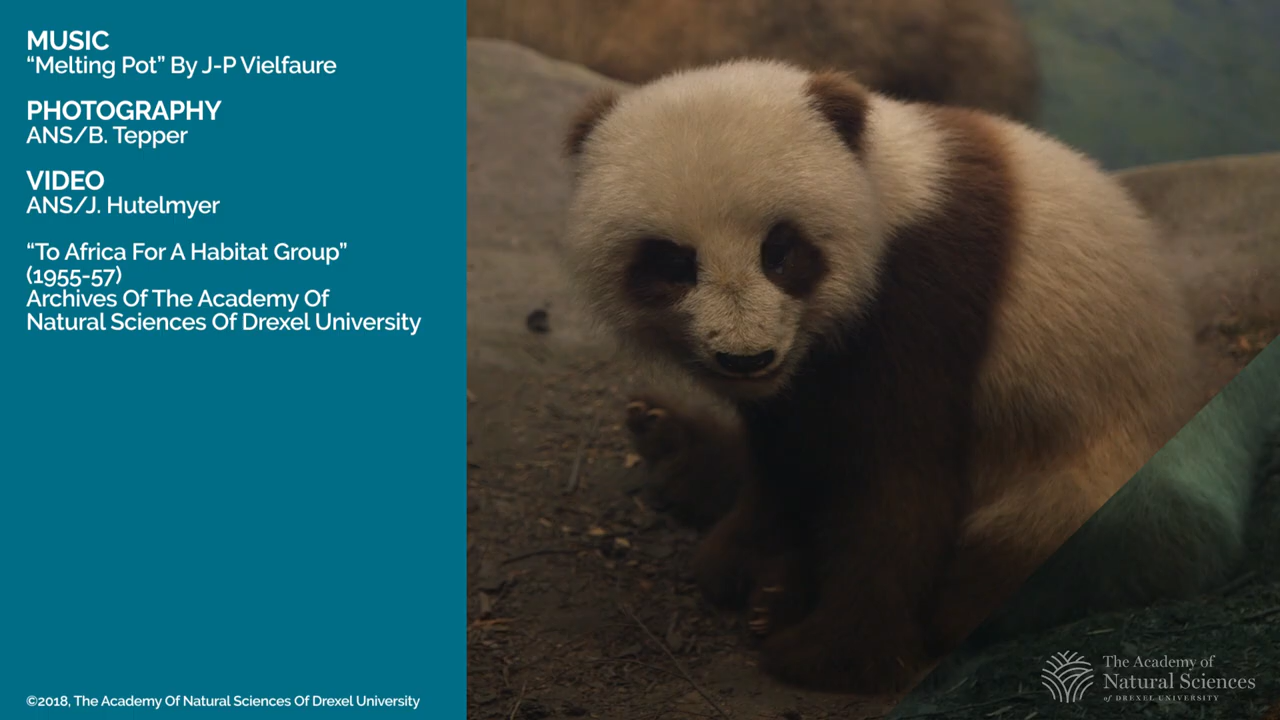 MUSIC
“Melting Pot” By J-P Vielfaure
PHOTOGRAPHY
ANS/B. Tepper
VIDEO
ANS/J. Hutelmyer
“To Africa For A Habitat Group”
(1955-57)
Archives Of The Academy Of
Natural Sciences Of Drexel University
©2018, The Academy Of Natural Sciences Of Drexel University
The Academy of
Natural Sciences
of DREXEL UNIVERSITY